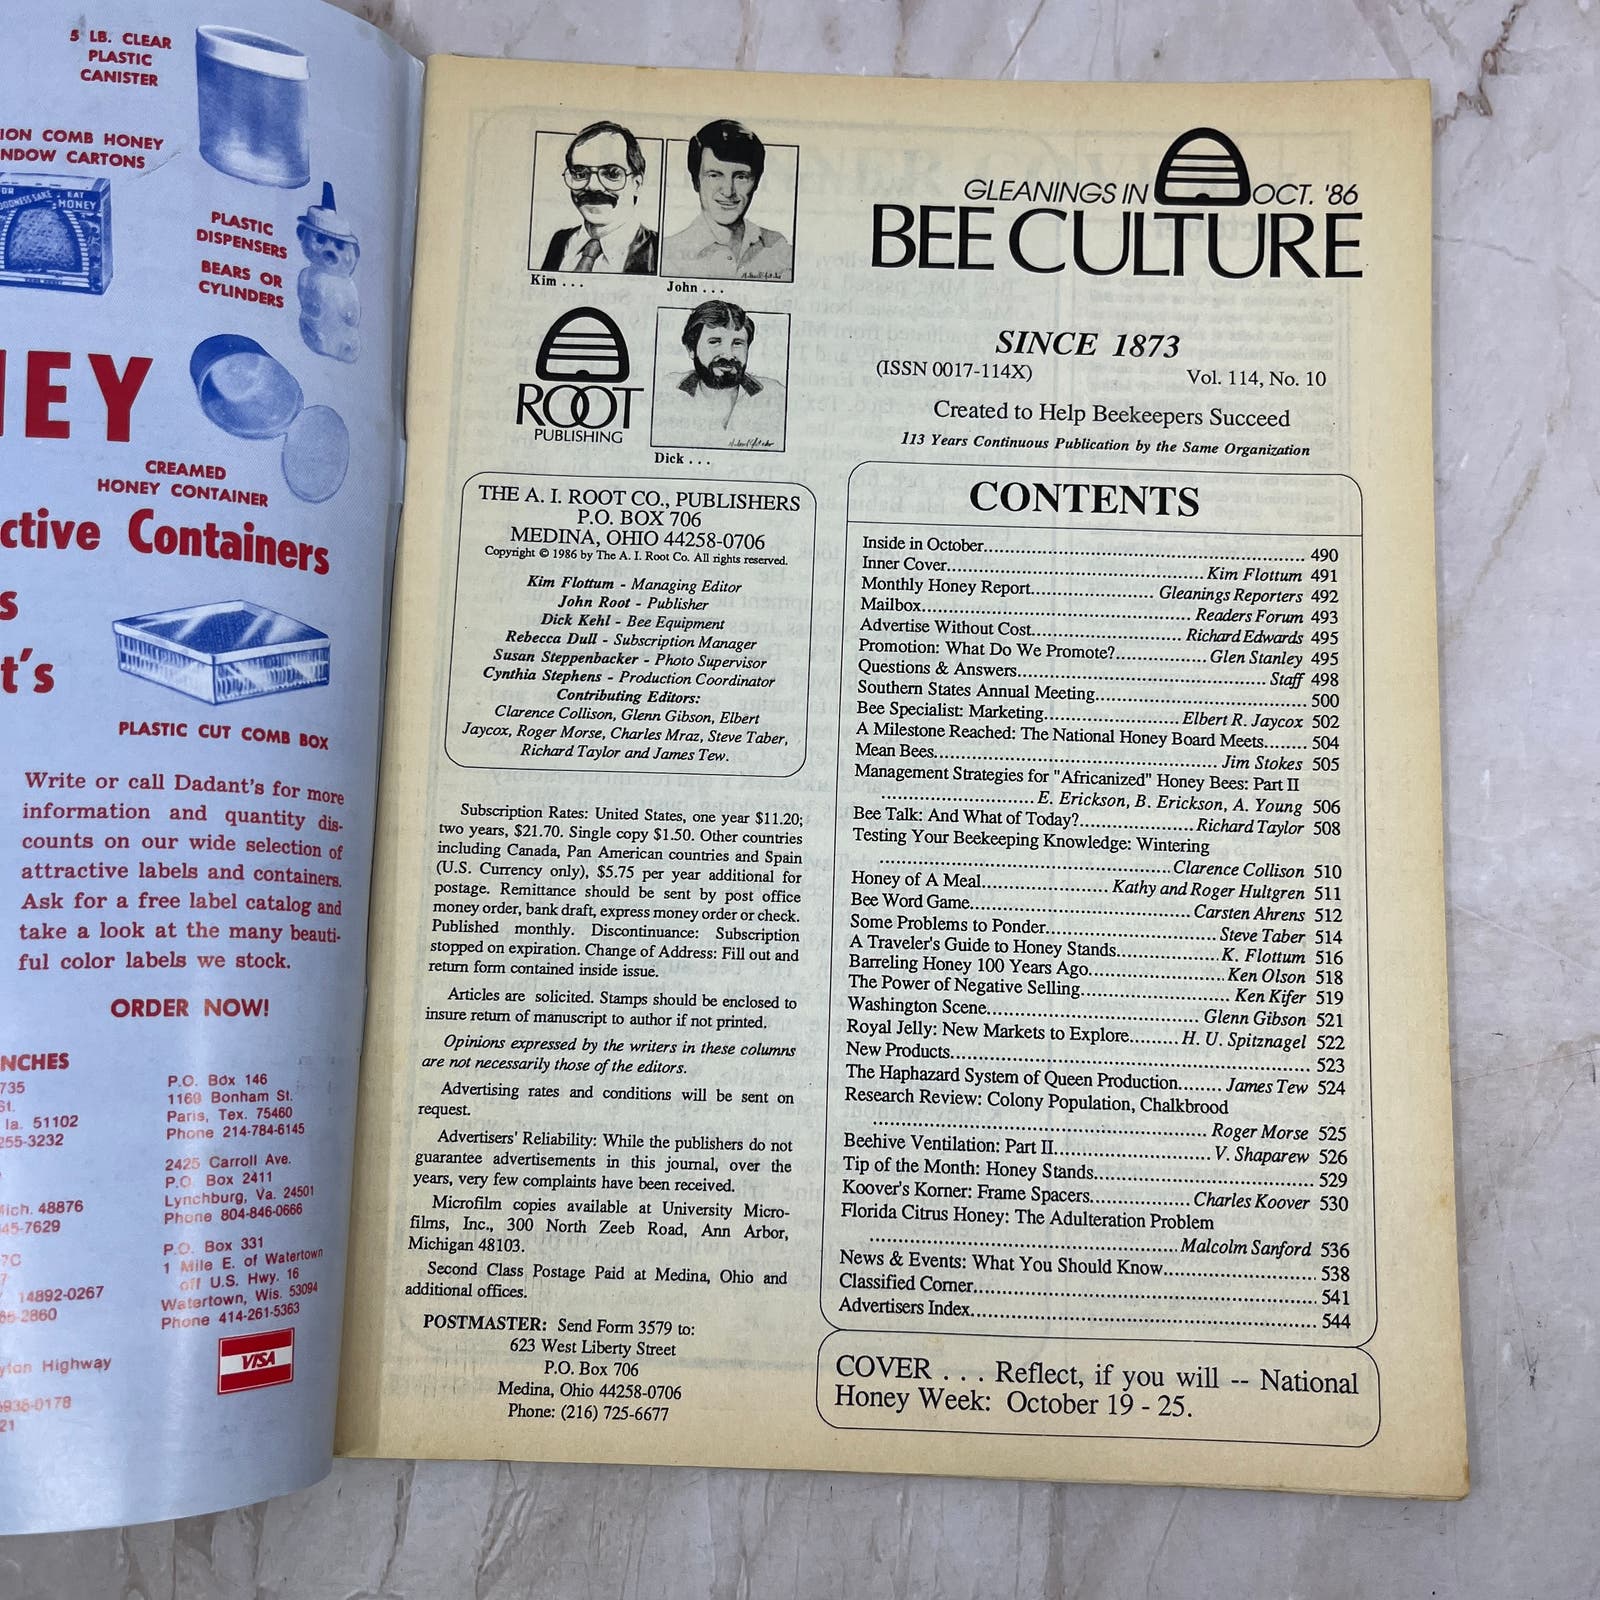 5 LB. CLEAR
PLASTIC
CANISTER
ION COMB HONEY
NDOW CARTONS
EAT
HONEY
PLASTIC
DISPENSERS
BEARS OR
CYLINDERS
EY
CREAMED
HONEY CONTAINER
ctive Containers
s
t's
PLASTIC CUT COMB BOX
Write or call Dadant's for more
information and quantity dis-
counts on our wide selection of
attractive labels and containers.
Ask for a free label catalog and
take a look at the many beauti-
ful color labels we stock.
ORDER NOW!
NCHES
735
St.
Ia. 51102
255-3232
Mich. 48876
45-7629
7C
14892-0267
2860
Highway
21
P.O. Box 146
1169 Bonham St.
Paris, Tex. 75460
Phone 214-784-6145
2425 Carroll Ave.
P.O. Box 2411
Lynchburg, Va. 24501
Phone 804-846-0666
P.O. Box 331
1 Mile E. of Watertown
off U.S. Hwy. 16
Watertown, Wis. 53094
Phone 414-261-5363
VISA
Kim . . .
John . . .
ROOT
PUBLISHING
Dick . . .
GLEANINGS IN OCT. '86
BEE CULTURE
SINCE 1873
(ISSN 0017-114X) Vol. 114, No. 10
Created to Help Beekeepers Succeed
113 Years Continuous Publication by the Same Organization
THE A. I. ROOT CO., PUBLISHERS
P.O. BOX 706
MEDINA, OHIO 44258-0706
Copyright © 1986 by The A. I. Root Co. All rights reserved.
Kim Flottum - Managing Editor
John Root - Publisher
Dick Kehl - Bee Equipment
Rebecca Dull - Subscription Manager
Susan Steppenbacker - Photo Supervisor
Cynthia Stephens - Production Coordinator
Contributing Editors:
Clarence Collison, Glenn Gibson, Elbert
Jaycox, Roger Morse, Charles Mraz, Steve Taber,
Richard Taylor and James Tew.
Subscription Rates: United States, one year $11.20;
two years, $21.70. Single copy $1.50. Other countries
including Canada, Pan American countries and Spain
(U.S. Currency only), $5.75 per year additional for
postage. Remittance should be sent by post office
money order, bank draft, express money order or check.
Published monthly. Discontinuance: Subscription
stopped on expiration. Change of Address: Fill out and
return form contained inside issue.
Articles are solicited. Stamps should be enclosed to
insure return of manuscript to author if not printed.
Opinions expressed by the writers in these columns
are not necessarily those of the editors.
Advertising rates and conditions will be sent on
request.
Advertisers' Reliability: While the publishers do not
guarantee advertisements in this journal, over the
years, very few complaints have been received.
Microfilm copies available at University Micro-
films, Inc., 300 North Zeeb Road, Ann Arbor,
Michigan 48103.
Second Class Postage Paid at Medina, Ohio and
additional offices.
POSTMASTER: Send Form 3579 to:
623 West Liberty Street
P.O. Box 706
Medina, Ohio 44258-0706
Phone: (216) 725-6677
CONTENTS
Inside in October.......... 490
Inner Cover.......... Kim Flottum 491
Monthly Honey Report.......... Gleanings Reporters 492
Mailbox.......... Readers Forum 493
Advertise Without Cost.......... Richard Edwards 495
Promotion: What Do We Promote?.......... Glen Stanley 495
Questions & Answers.......... Staff 498
Southern States Annual Meeting.......... 500
Bee Specialist: Marketing.......... Elbert R. Jaycox 502
A Milestone Reached: The National Honey Board Meets........ 504
Mean Bees.......... Jim Stokes 505
Management Strategies for "Africanized" Honey Bees: Part II
.......... E. Erickson, B. Erickson, A. Young 506
Bee Talk: And What of Today?.......... Richard Taylor 508
Testing Your Beekeeping Knowledge: Wintering
.......... Clarence Collison 510
Honey of A Meal.......... Kathy and Roger Hultgren 511
Bee Word Game.......... Carsten Ahrens 512
Some Problems to Ponder.......... Steve Taber 514
A Traveler's Guide to Honey Stands.......... K. Flottum 516
Barreling Honey 100 Years Ago.......... Ken Olson 518
The Power of Negative Selling.......... Ken Kifer 519
Washington Scene.......... Glenn Gibson 521
Royal Jelly: New Markets to Explore......... H. U. Spitznagel 522
New Products.......... 523
The Haphazard System of Queen Production........ James Tew 524
Research Review: Colony Population, Chalkbrood
.......... Roger Morse 525
Beehive Ventilation: Part II.......... V. Shaparew 526
Tip of the Month: Honey Stands.......... 529
Koover's Korner: Frame Spacers.......... Charles Koover 530
Florida Citrus Honey: The Adulteration Problem
.......... Malcolm Sanford 536
News & Events: What You Should Know.......... 538
Classified Corner.......... 541
Advertisers Index.......... 544
COVER . . . Reflect, if you will -- National
Honey Week: October 19 - 25.